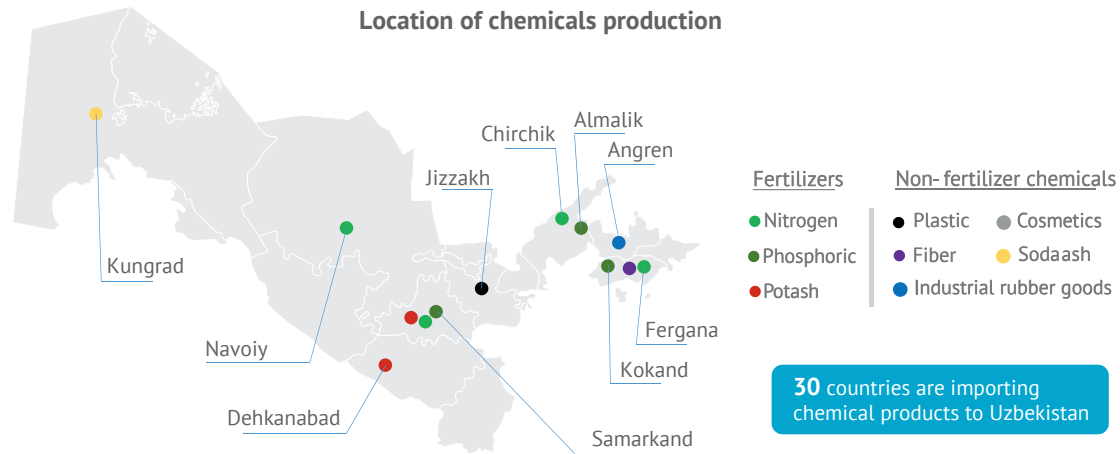 Location of chemicals production
Almalik
Chirchik
Angren
Jizzakh
Kungrad
Navoiy
Dehkanabad
Samarkand
Kokand
Fergana
Fertilizers
Nitrogen
Phosphoric
Potash
Non- fertilizer chemicals
Plastic
Cosmetics
Fiber
Sodaash
Industrial rubber goods
30 countries are importing
chemical products to Uzbekistan